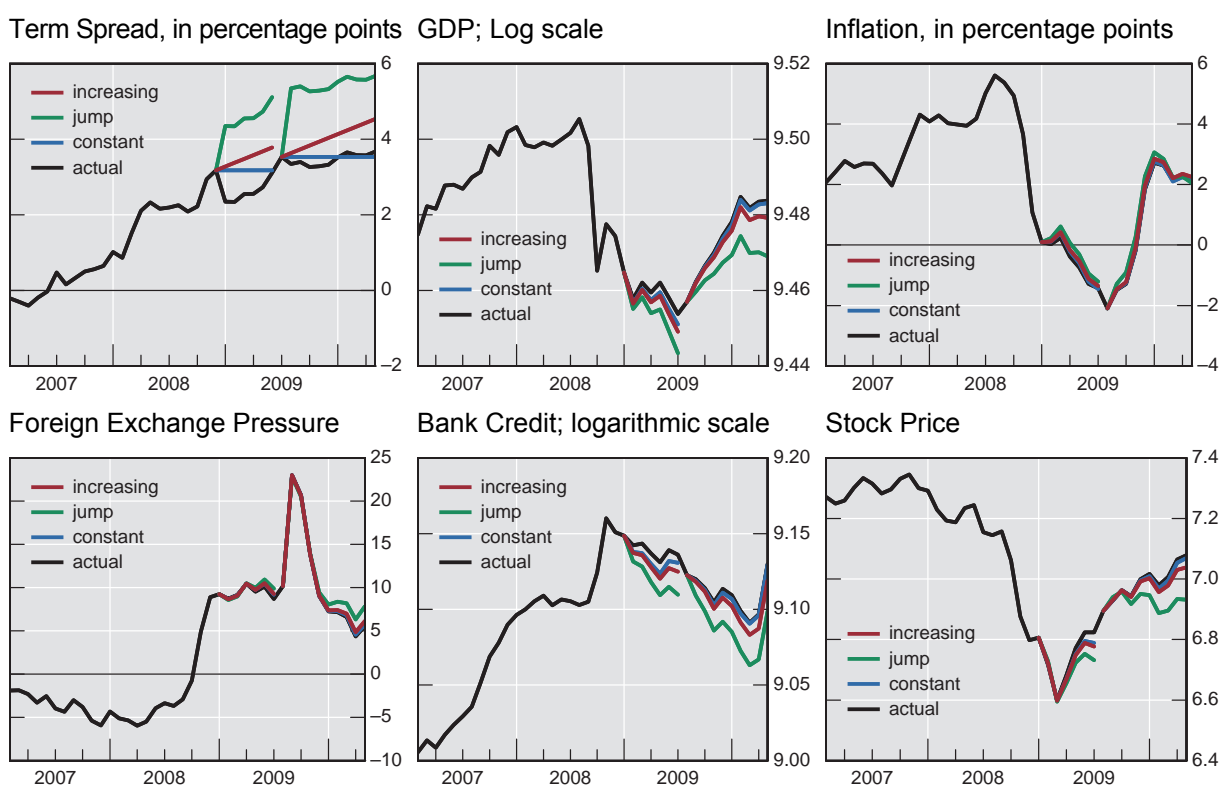 Term Spread, in percentage points
increasing
jump
constant
actual
6
4
2
0
−2
2007
2008
2009
GDP; Log scale
increasing
jump
constant
actual
9.52
9.50
9.48
9.46
9.44
2007
2008
2009
Inflation, in percentage points
increasing
jump
constant
actual
6
4
2
0
−2
−4
2007
2008
2009
Foreign Exchange Pressure
increasing
jump
constant
actual
25
20
15
10
5
0
−5
−10
2007
2008
2009
Bank Credit; logarithmic scale
increasing
jump
constant
actual
9.20
9.15
9.10
9.05
9.00
2007
2008
2009
Stock Price
increasing
jump
constant
actual
7.4
7.2
7.0
6.8
6.6
6.4
2007
2008
2009